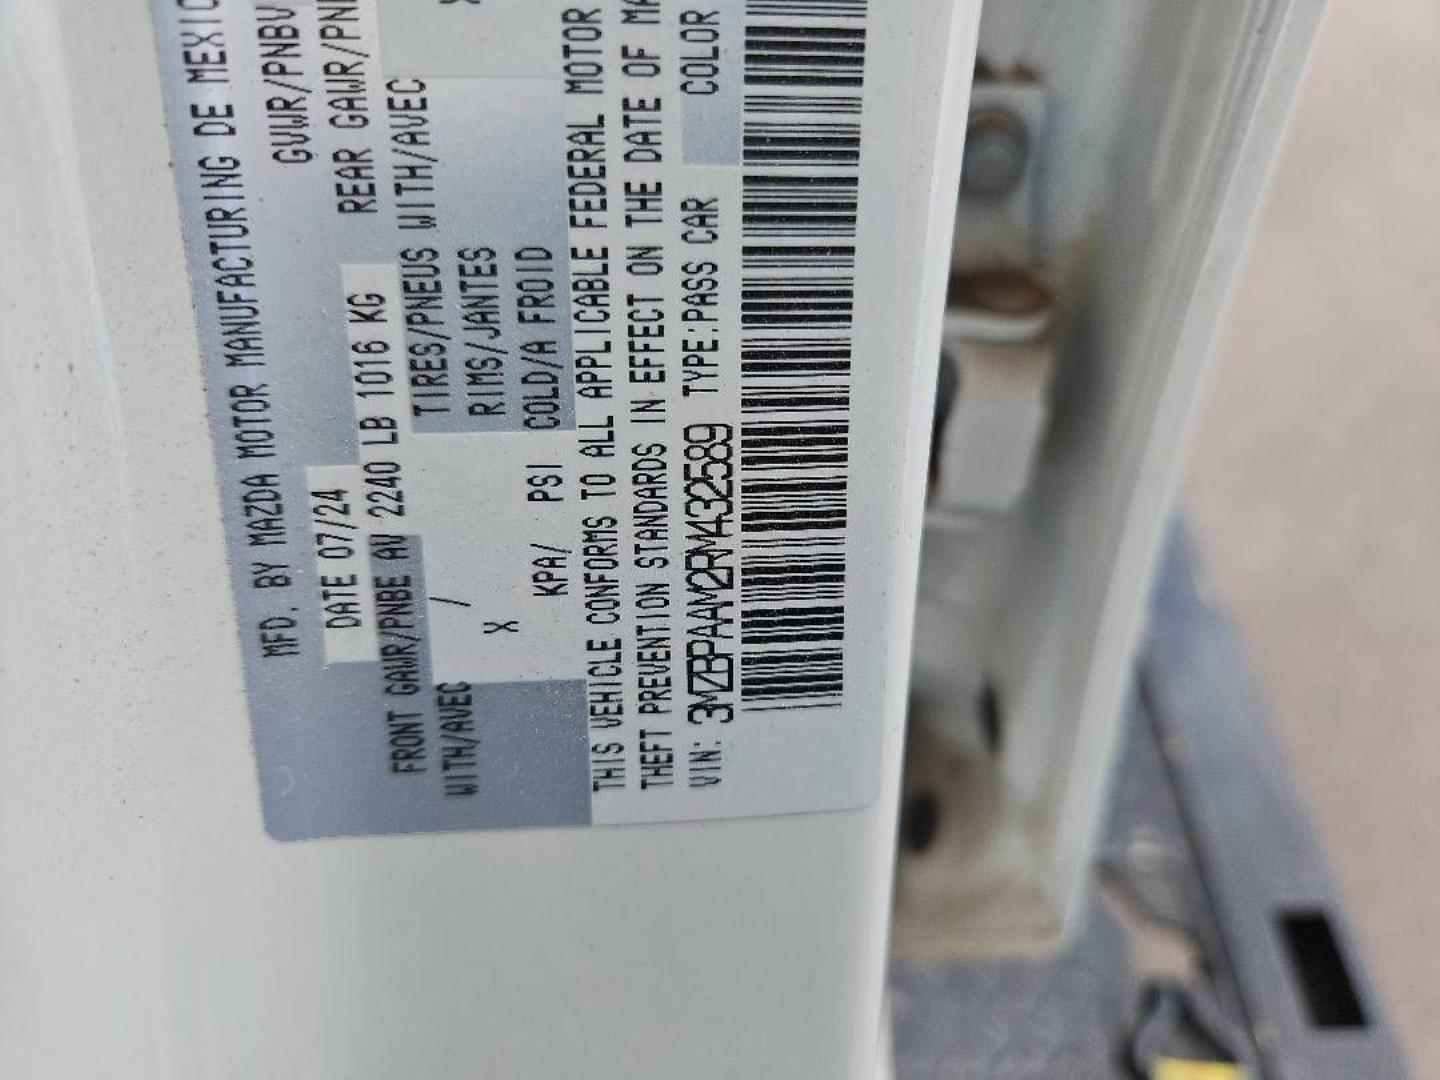 MFD. BY MAZDA MOTOR MANUFACTURING DE MEXICO
DATE 07/24 GVWR/PNBV
FRONT GAWR/PNBE AV 2240 LB 1016 KG REAR GAWR/
WITH/AVEC / TIRES/PNEUS WITH/AVEC
X RIMS/JANTES X
KPA/ PSI COLD/A FROID
THIS VEHICLE CONFORMS TO ALL APPLICABLE FEDERAL MOTOR
THEFT PREVENTION STANDARDS IN EFFECT ON THE DATE OF
VIN: 3MZBPAAM2RM432589 TYPE:PASS CAR COLOR